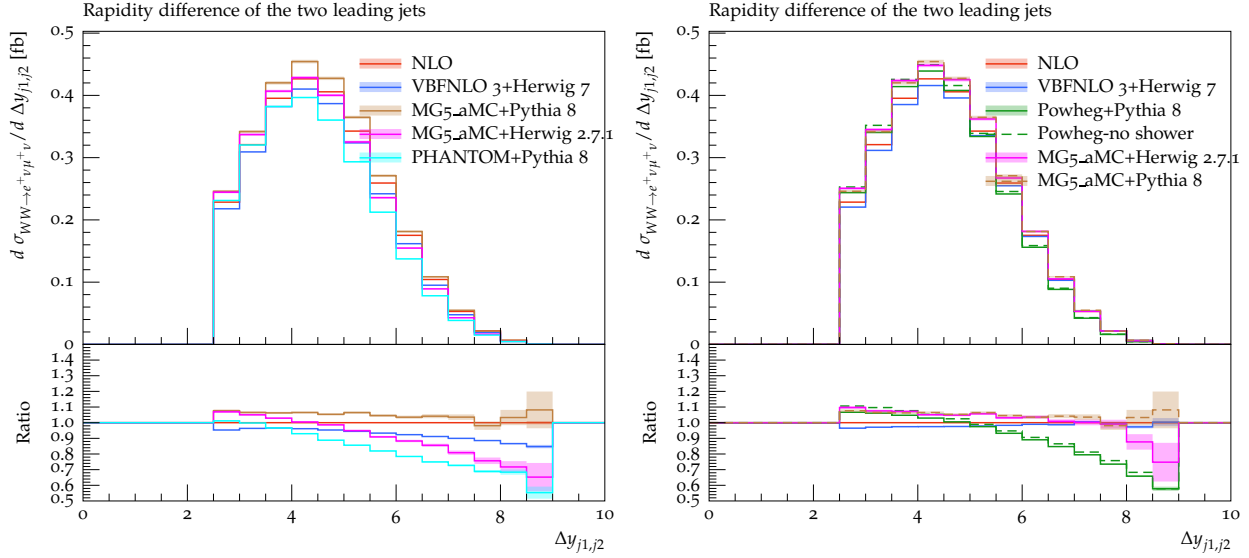 Rapidity difference of the two leading jets
d σ_{WW→e⁺νμ⁺ν}/d Δy_{j1,j2} [fb]
0.5
0.4
0.3
0.2
0.1
0
NLO
VBFNLO 3+Herwig 7
MG5_aMC+Pythia 8
MG5_aMC+Herwig 2.7.1
PHANTOM+Pythia 8
Ratio
1.4
1.3
1.2
1.1
1.0
0.9
0.8
0.7
0.6
0.5
0 2 4 6 8 10
Δy_{j1,j2}
Rapidity difference of the two leading jets
d σ_{WW→e⁺νμ⁺ν}/d Δy_{j1,j2} [fb]
0.5
0.4
0.3
0.2
0.1
0
NLO
VBFNLO 3+Herwig 7
Powheg+Pythia 8
Powheg-no shower
MG5_aMC+Herwig 2.7.1
MG5_aMC+Pythia 8
Ratio
1.4
1.3
1.2
1.1
1.0
0.9
0.8
0.7
0.6
0.5
0 2 4 6 8 10
Δy_{j1,j2}